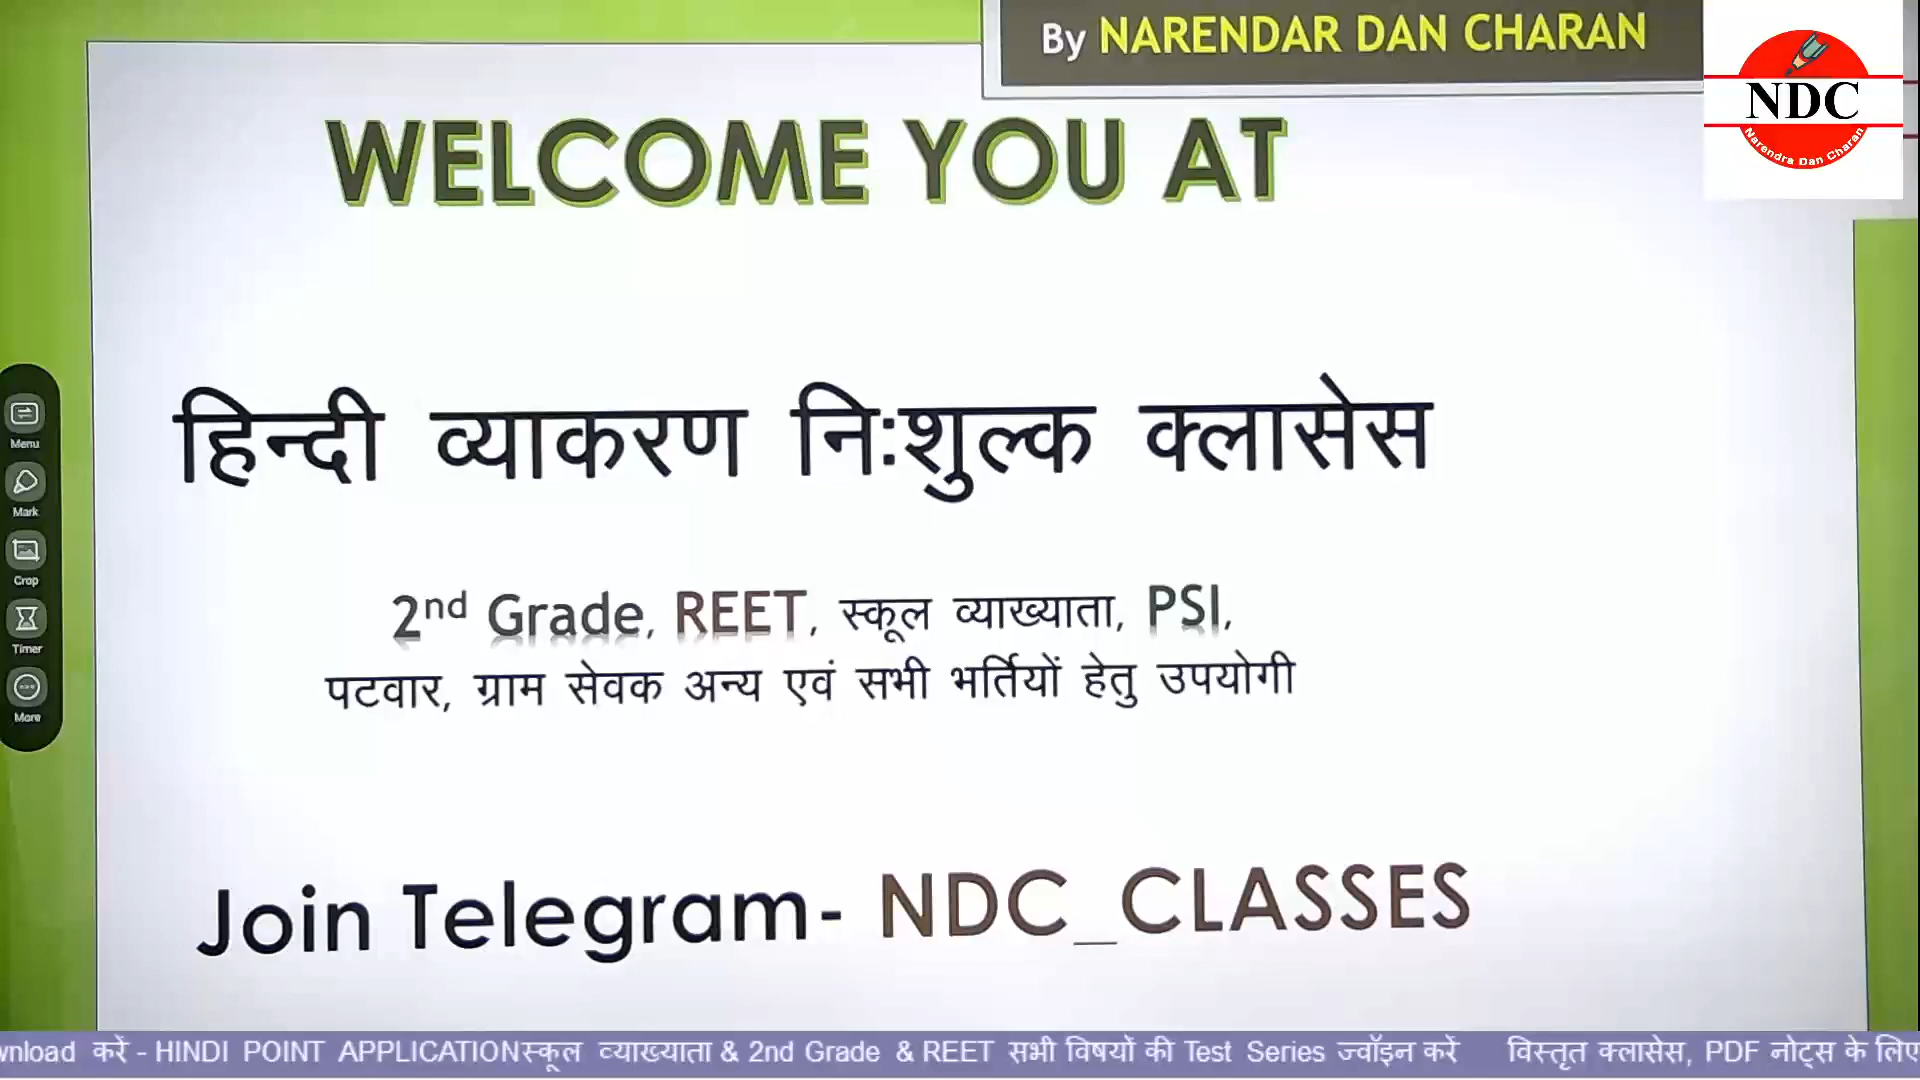 By NARENDAR DAN CHARAN
NDC
Narendra Dan Charan
WELCOME YOU AT
हिन्दी व्याकरण निःशुल्क क्लासेस
2nd Grade, REET, स्कूल व्याख्याता, PSI,
पटवार, ग्राम सेवक अन्य एवं सभी भर्तियों हेतु उपयोगी
Join Telegram- NDC_CLASSES
Menu
Mark
Crop
Timer
More
wnload करें - HINDI POINT APPLICATIONस्कूल व्याख्याता & 2nd Grade & REET सभी विषयों की Test Series ज्वॉइन करें विस्तृत क्लासेस, PDF नोट्स के लिए